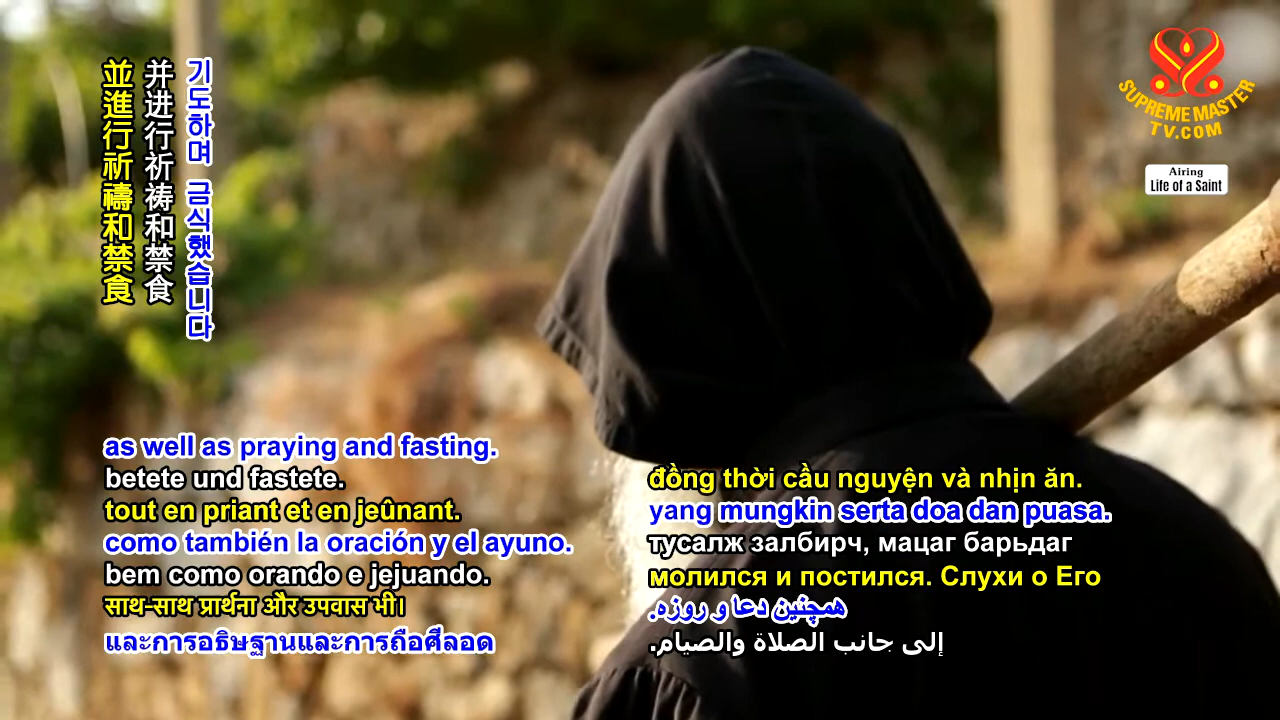 並進行祈禱和禁食
并进行祈祷和禁食
기도하며 금식했습니다
SUPREME MASTER
TV.COM
Airing
Life of a Saint
as well as praying and fasting.
betete und fastete.
tout en priant et en jeûnant.
como también la oración y el ayuno.
bem como orando e jejuando.
साथ-साथ प्रार्थना और उपवास भी।
และการอธิษฐานและการถือศีลอด
đồng thời cầu nguyện và nhịn ăn.
yang mungkin serta doa dan puasa.
тусалж залбирч, мацаг барьдаг
молился и постился. Слухи о Его
همچنین دعا و روزه.
إلى جانب الصلاة والصيام.